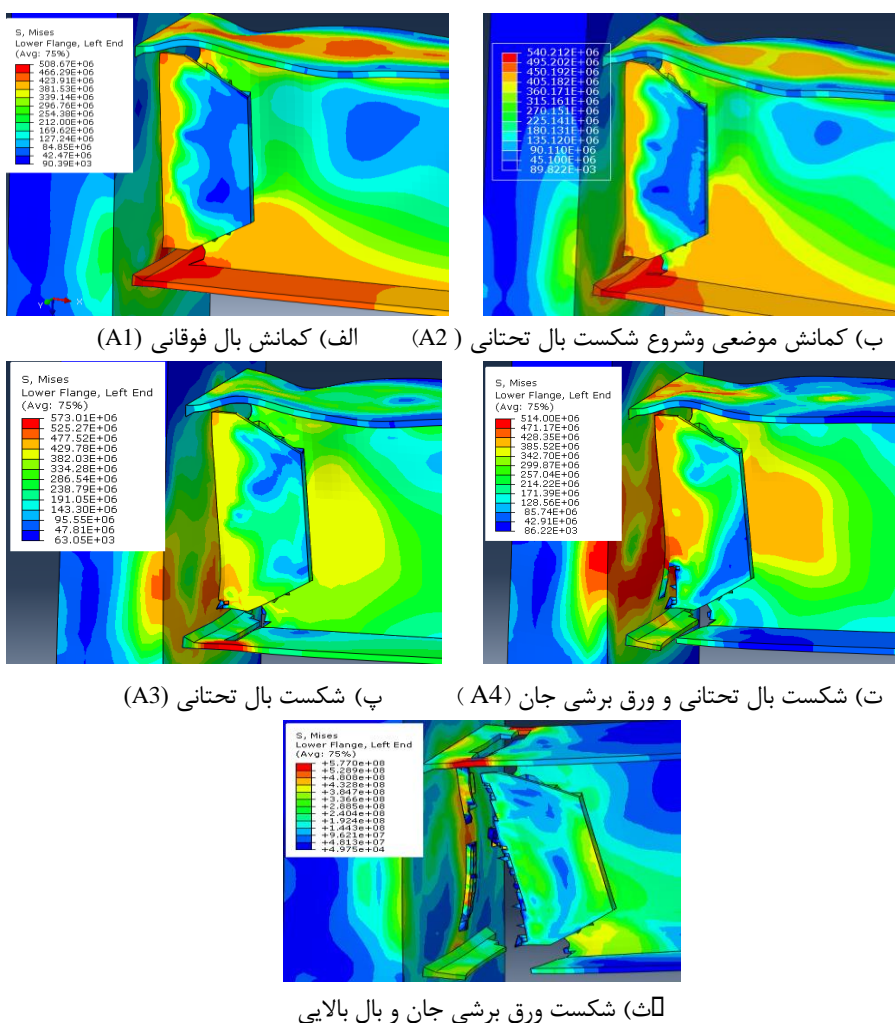 S, Mises
Lower Flange, Left End
(Avg: 75%)
508.67E+06
466.29E+06
423.91E+06
381.53E+06
339.14E+06
296.76E+06
254.38E+06
212.00E+06
169.62E+06
127.24E+06
84.85E+06
42.47E+06
90.39E+03
Y
X
540.212E+06
495.202E+06
450.192E+06
405.182E+06
360.171E+06
315.161E+06
270.151E+06
225.141E+06
180.131E+06
135.120E+06
90.110E+06
45.100E+06
89.822E+03
ب) کمانش موضعی وشروع شکست بال تحتانی ( A2) الف) کمانش بال فوقانی (A1)
S, Mises
Lower Flange, Left End
(Avg: 75%)
573.01E+06
525.27E+06
477.52E+06
429.78E+06
382.03E+06
334.28E+06
286.54E+06
238.79E+06
191.05E+06
143.30E+06
95.55E+06
47.81E+06
63.05E+03
S, Mises
Lower Flange, Left End
(Avg: 75%)
514.00E+06
471.17E+06
428.35E+06
385.52E+06
342.70E+06
299.87E+06
257.04E+06
214.22E+06
171.39E+06
128.56E+06
85.74E+06
42.91E+06
86.22E+03
ت) شکست بال تحتانی و ورق برشی جان (A4 ) پ) شکست بال تحتانی (A3)
S, Mises
Lower Flange, Left End
(Avg: 75%)
+5.770e+08
+5.289e+08
+4.808e+08
+4.328e+08
+3.847e+08
+3.366e+08
+2.885e+08
+2.404e+08
+1.924e+08
+1.443e+08
+9.621e+07
+4.813e+07
+4.975e+04
ث) شکست ورق برشی جان و بال بالایی